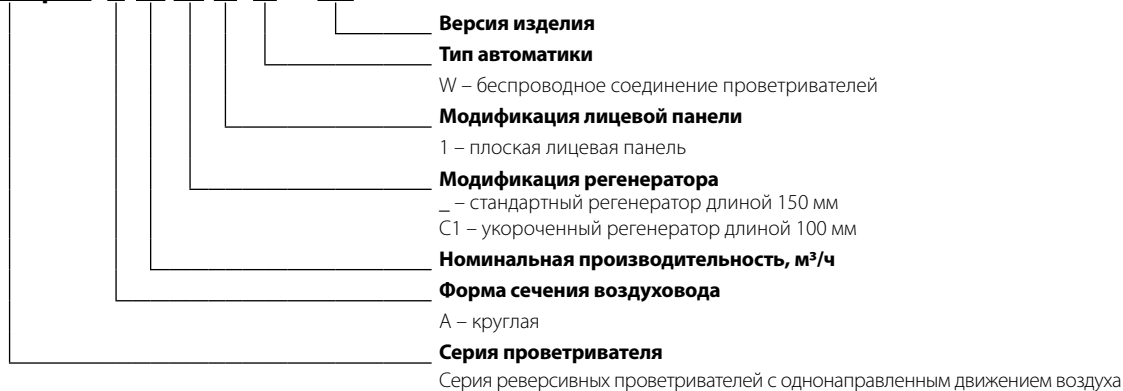 Версия изделия
Тип автоматики
W – беспроводное соединение проветривателей
Модификация лицевой панели
1 – плоская лицевая панель
Модификация регенератора
_ – стандартный регенератор длиной 150 мм
С1 – укороченный регенератор длиной 100 мм
Номинальная производительность, м³/ч
Форма сечения воздуховода
А – круглая
Серия проветривателя
Серия реверсивных проветривателей с однонаправленным движением воздуха